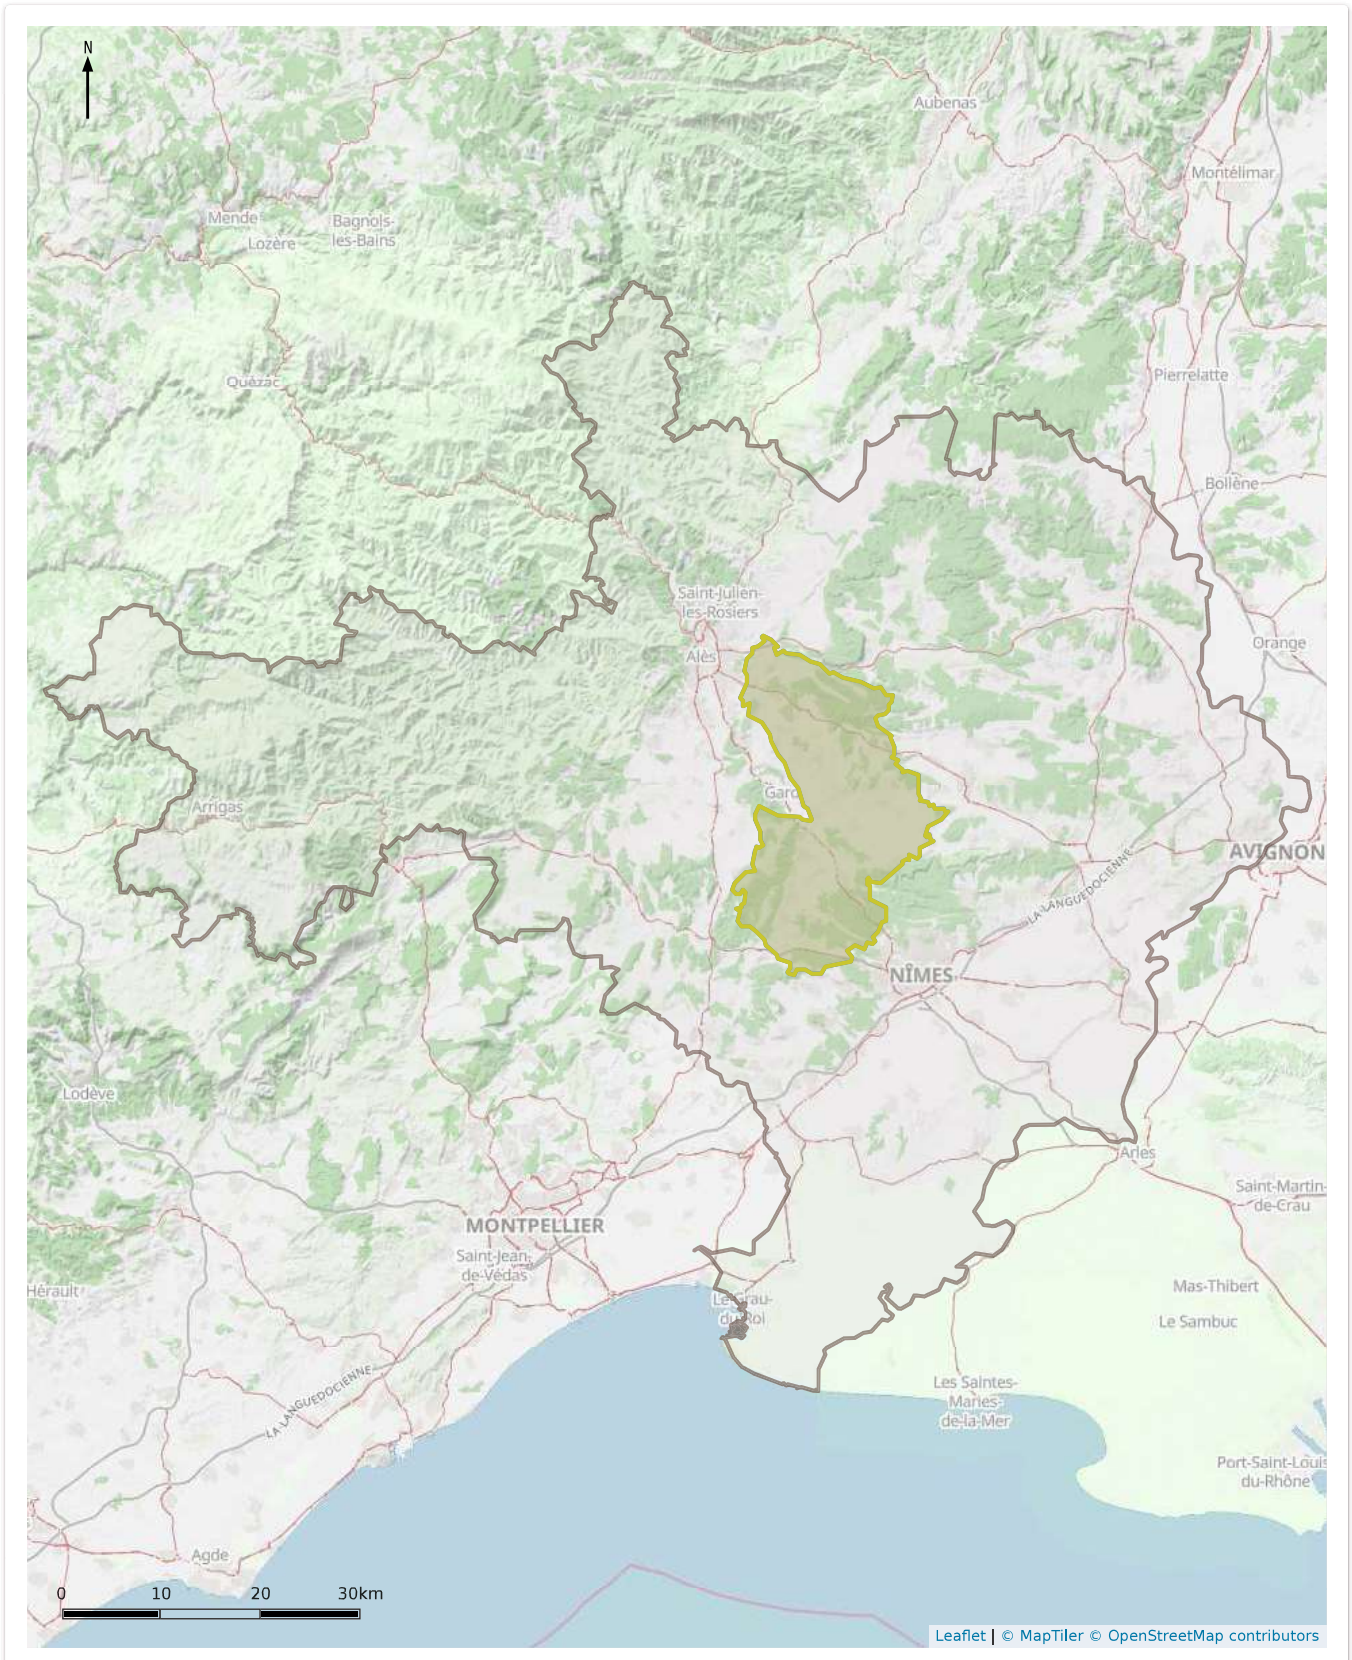 N
Aubenas
Montélimar
Mende
Lozère
Bagnols-
les-Bains
Quézac
Pierrelatte
Bollène
Saint-Julien-
les-Rosiers
Alès
Orange
Gard
Arrigas
AVIGNON
LA LANGUEDOCIENNE
NÎMES
Lodève
Arles
Saint-Martin-
de-Crau
MONTPELLIER
Saint-Jean-
de-Védas
Hérault
Le Grau-
du-Roi
Mas-Thibert
Le Sambuc
LA LANGUEDOCIENNE
Les Saintes-
Maries-
de-la-Mer
Port-Saint-Louis
du-Rhône
Agde
0 10 20 30km
Leaflet | © MapTiler © OpenStreetMap contributors